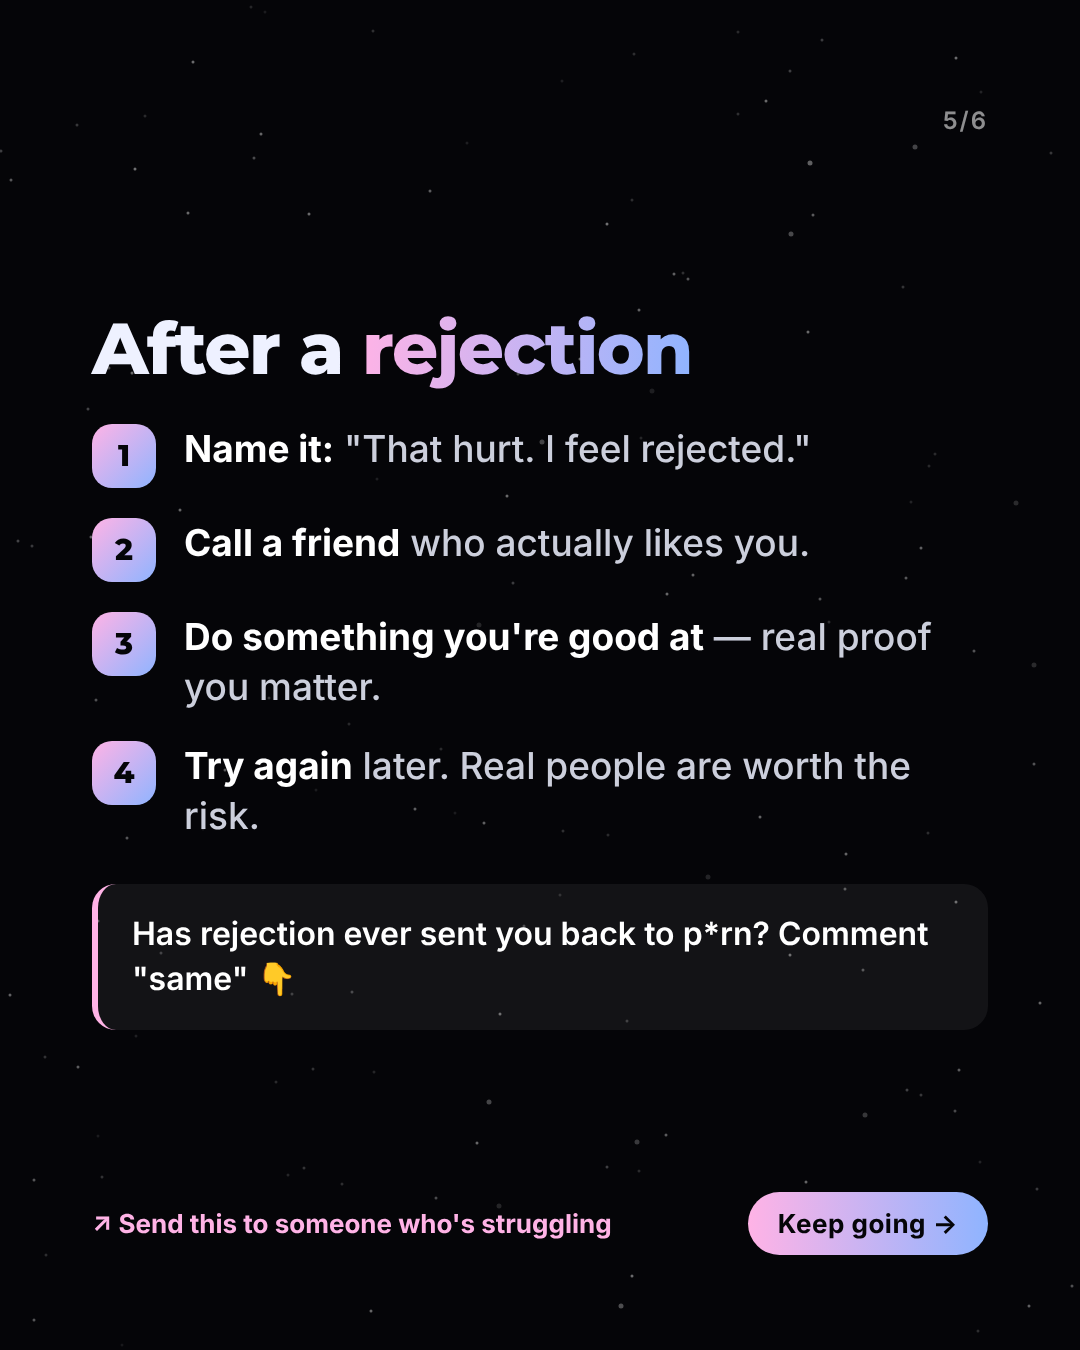 5/6
After a rejection
1 Name it: "That hurt. I feel rejected."
2 Call a friend who actually likes you.
3 Do something you're good at — real proof
you matter.
4 Try again later. Real people are worth the
risk.
Has rejection ever sent you back to p*rn? Comment
"same" 👇
↗ Send this to someone who's struggling
Keep going →